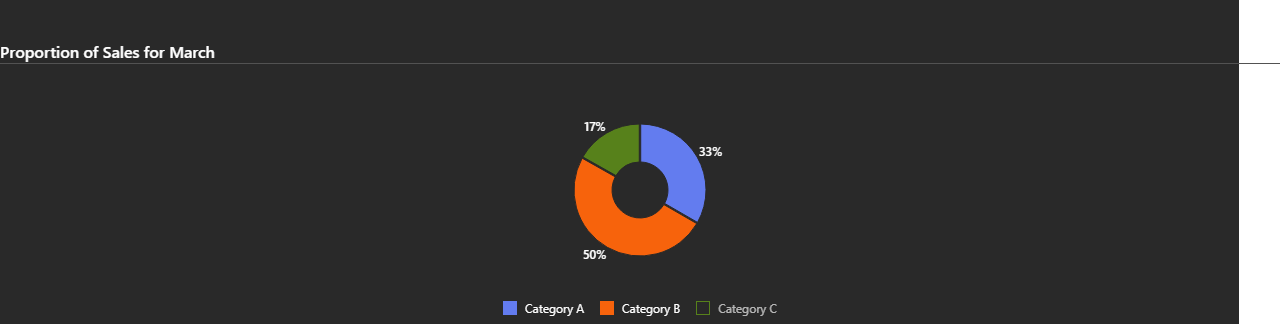 Proportion of Sales for March
17%
33%
50%
Category A
Category B
Category C